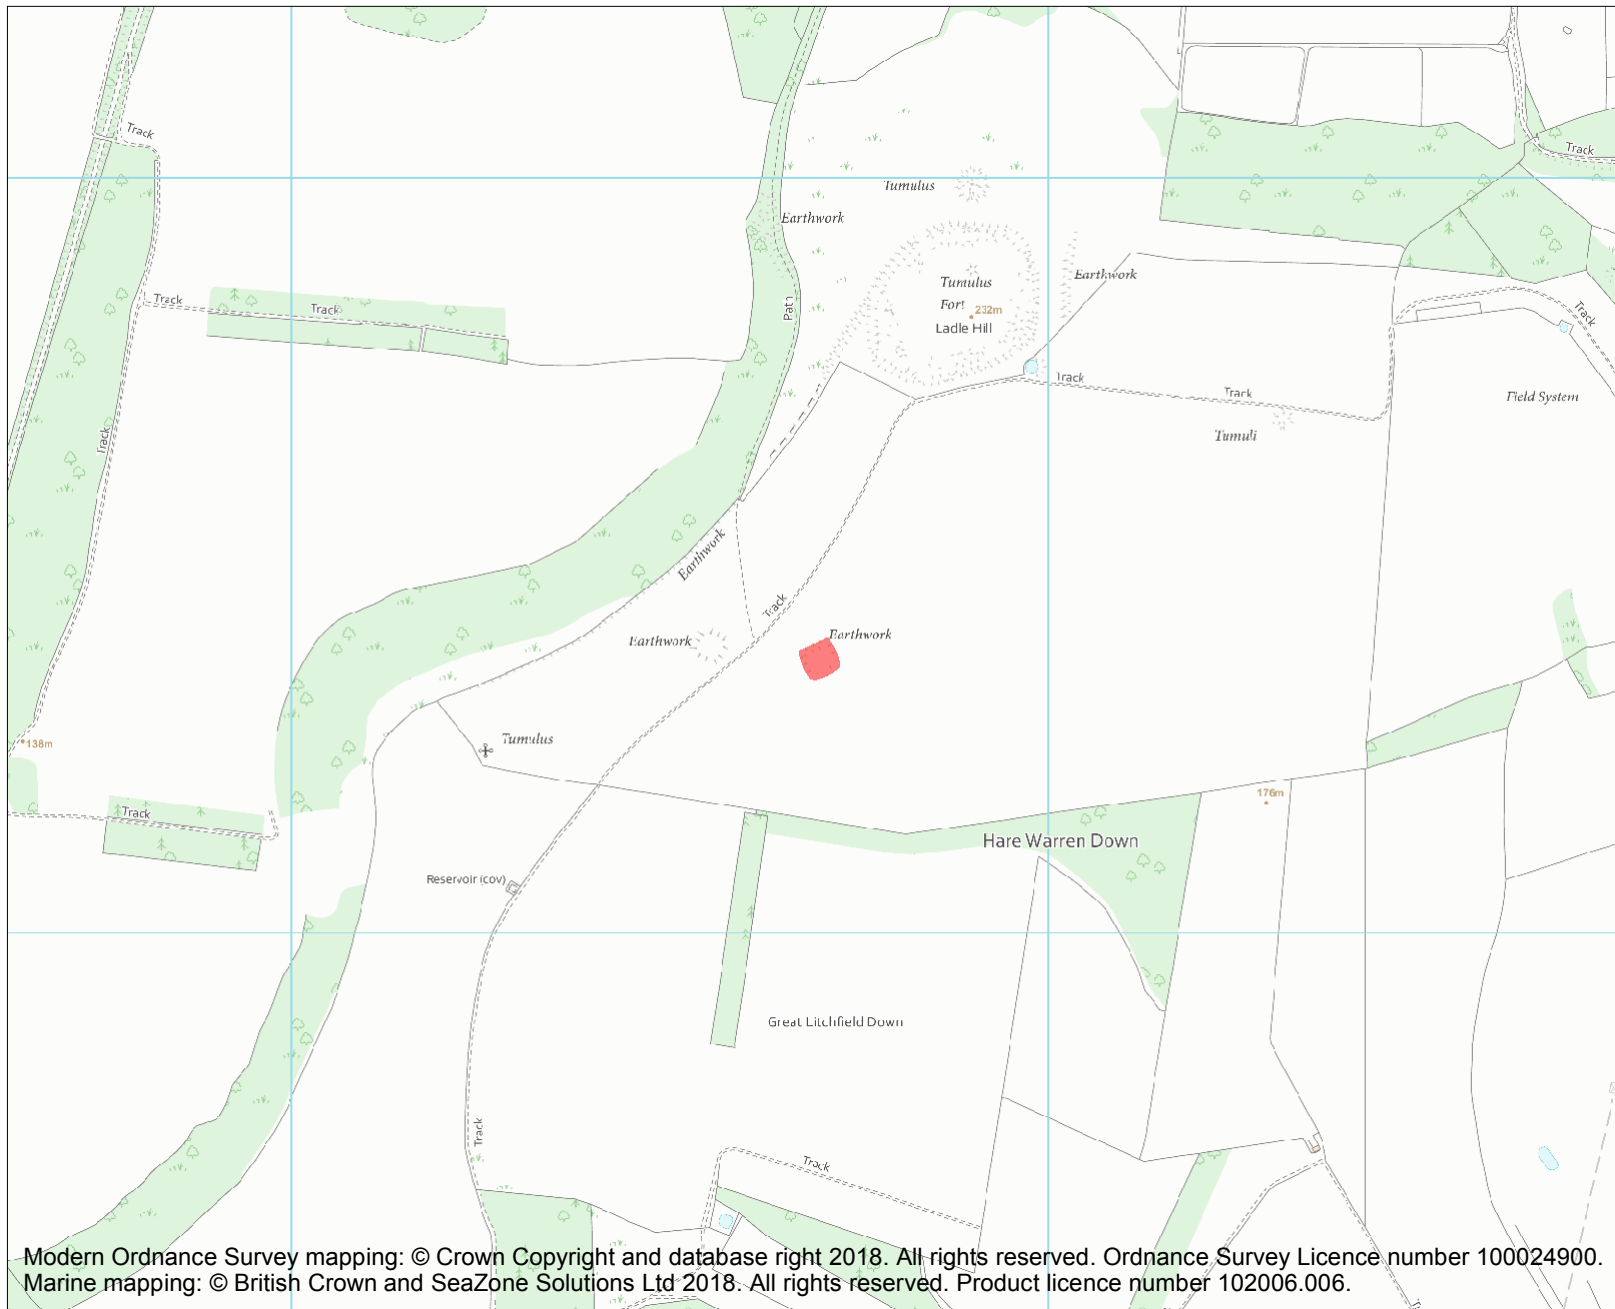 Track
Track
Tumulus
Earthwork
Earthwork
Tumulus
Fort
232m
Ladle Hill
Track
Track
Path
Track
Track
Track
Field System
Tumuli
Track
Earthwork
Track
Earthwork
Earthwork
Tumulus
138m
176m
Track
Hare Warren Down
Reservoir (cov)
Great Litchfield Down
Track
Track
Modern Ordnance Survey mapping: © Crown Copyright and database right 2018. All rights reserved. Ordnance Survey Licence number 100024900.
Marine mapping: © British Crown and SeaZone Solutions Ltd 2018. All rights reserved. Product licence number 102006.006.